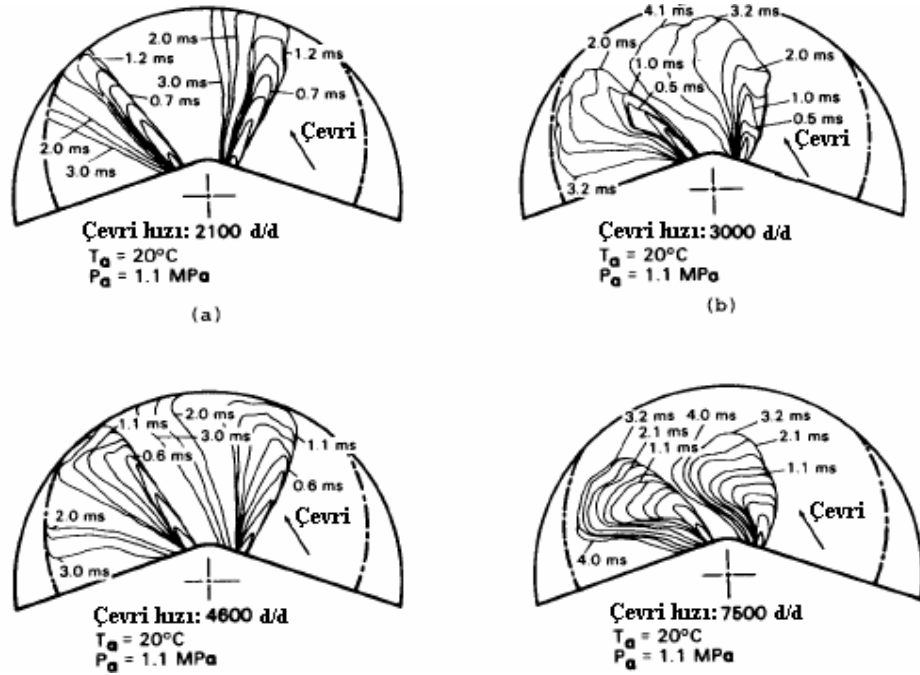 2.0 ms
1.2 ms
3.0 ms
0.7 ms
1.2 ms
0.7 ms
2.0 ms
3.0 ms
Çevri
Çevri hızı: 2100 d/d
Ta = 20°C
Pa = 1.1 MPa
(a)
4.1 ms
3.2 ms
2.0 ms
1.0 ms
0.5 ms
2.0 ms
1.0 ms
0.5 ms
3.2 ms
Çevri
Çevri hızı: 3000 d/d
Ta = 20°C
Pa = 1.1 MPa
(b)
1.1 ms
2.0 ms
3.0 ms
0.6 ms
1.1 ms
0.6 ms
2.0 ms
3.0 ms
Çevri
Çevri hızı: 4600 d/d
Ta = 20°C
Pa = 1.1 MPa
3.2 ms
4.0 ms
3.2 ms
2.1 ms
1.1 ms
2.1 ms
1.1 ms
4.0 ms
Çevri
Çevri hızı: 7500 d/d
Ta = 20°C
Pa = 1.1 MPa